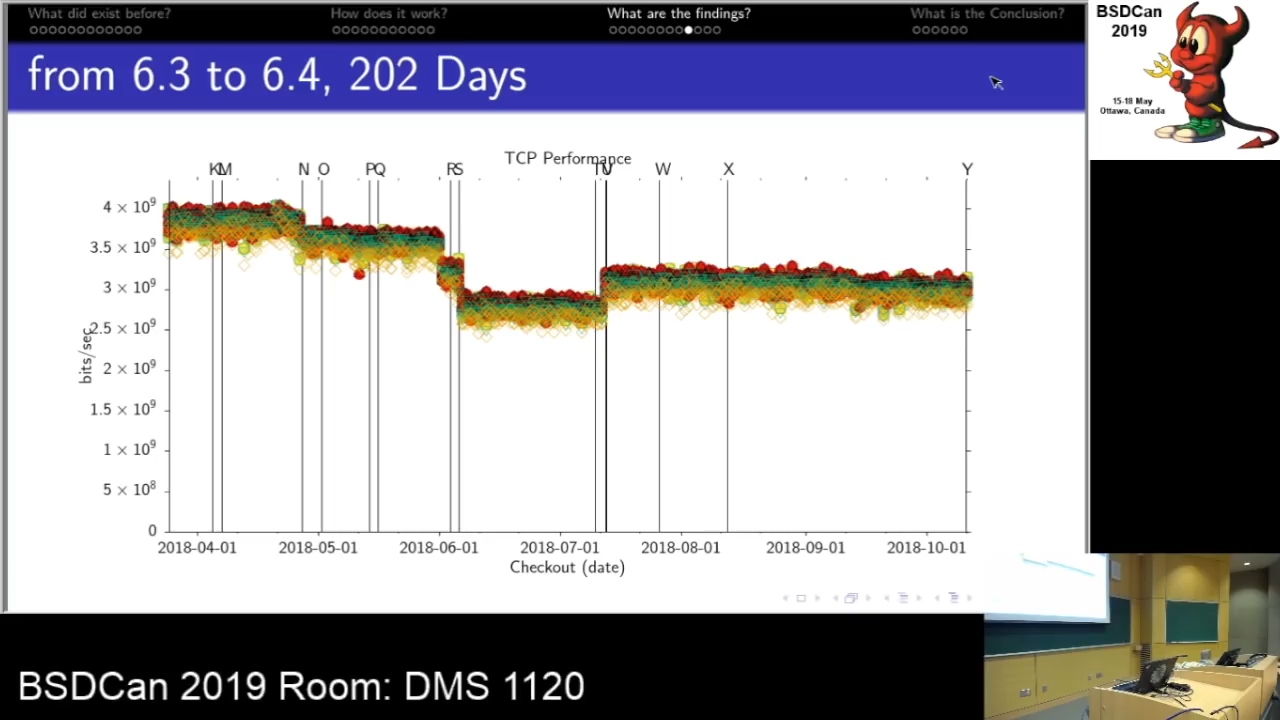 What did exist before?
How does it work?
What are the findings?
What is the Conclusion?
from 6.3 to 6.4, 202 Days
BSDCan
2019
15-18 May
Ottawa, Canada
TCP Performance
K L M N O P Q R S T U V W X Y
4 × 10⁹
3.5 × 10⁹
3 × 10⁹
2.5 × 10⁹
2 × 10⁹
1.5 × 10⁹
1 × 10⁹
5 × 10⁸
0
bits/sec
2018-04-01 2018-05-01 2018-06-01 2018-07-01 2018-08-01 2018-09-01 2018-10-01
Checkout (date)
BSDCan 2019 Room: DMS 1120